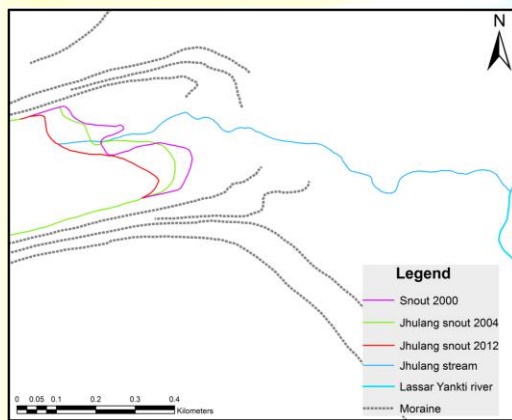 N
Legend
Snout 2000
Jhulang snout 2004
Jhulang snout 2012
Jhulang stream
Lassar Yankti river
Moraine
0 0.05 0.1 0.2 0.3 0.4
Kilometers